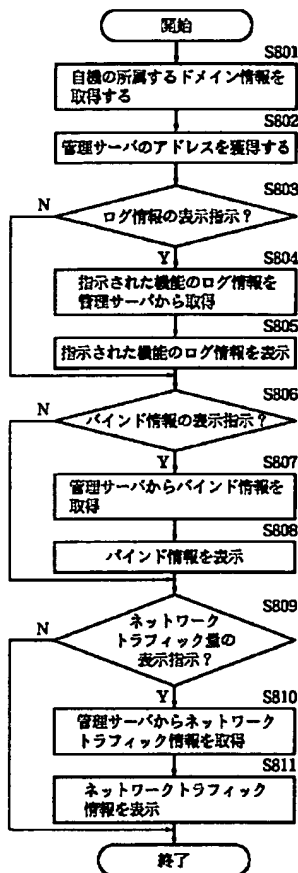 開始
S801
自機の所属するドメイン情報を
取得する
S802
管理サーバのアドレスを獲得する
S803
N
ログ情報の表示指示?
Y
S804
指示された機能のログ情報を
管理サーバから取得
S805
指示された機能のログ情報を表示
S806
N
バインド情報の表示指示?
Y
S807
管理サーバからバインド情報を
取得
S808
バインド情報を表示
S809
N
ネットワーク
トラフィック量の
表示指示?
Y
S810
管理サーバからネットワーク
トラフィック情報を取得
S811
ネットワークトラフィック
情報を表示
終了